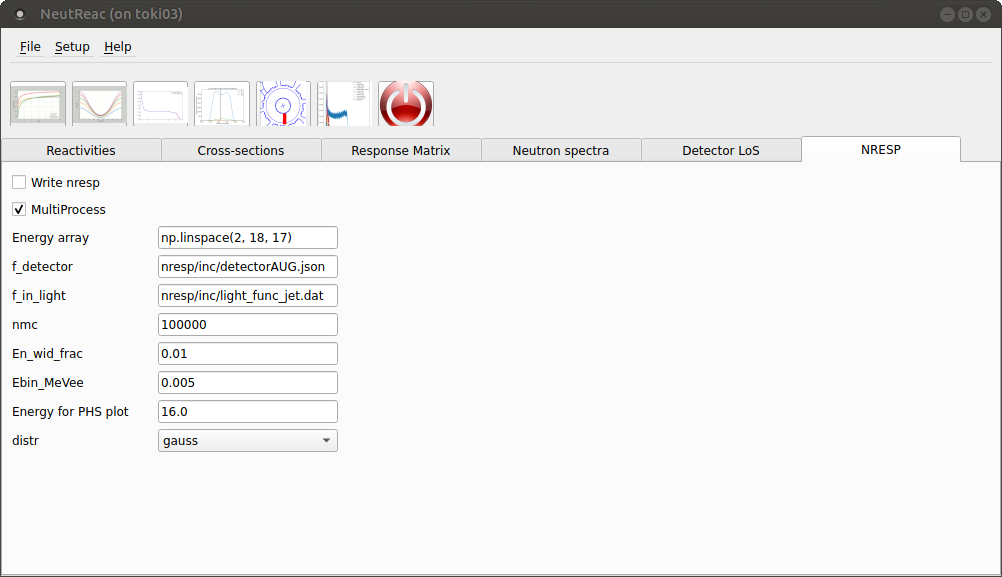 NeutReac (on toki03)
File Setup Help
Reactivities Cross-sections Response Matrix Neutron spectra Detector LoS NRESP
Write nresp
MultiProcess
Energy array np.linspace(2, 18, 17)
f_detector nresp/inc/detectorAUG.json
f_in_light nresp/inc/light_func_jet.dat
nmc 100000
En_wid_frac 0.01
Ebin_MeVee 0.005
Energy for PHS plot 16.0
distr gauss